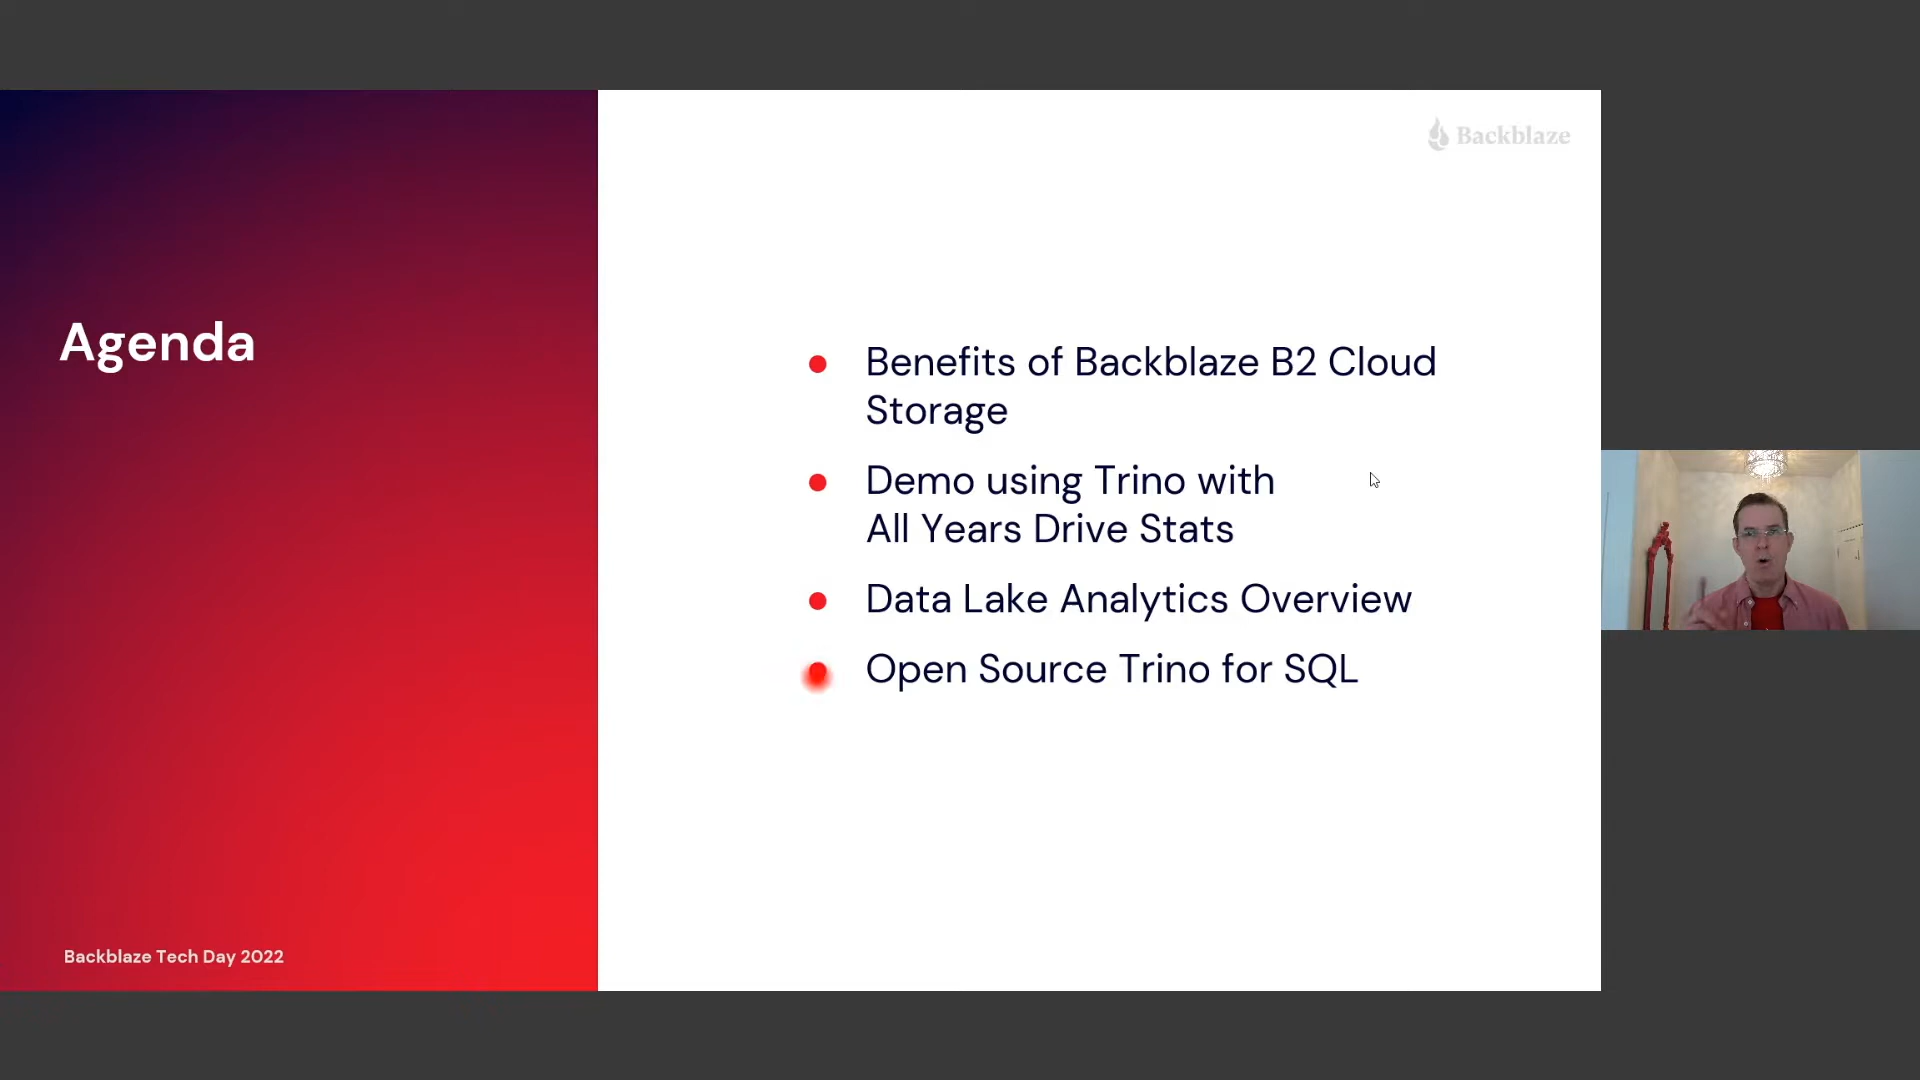 Backblaze
Agenda
Benefits of Backblaze B2 Cloud
Storage
Demo using Trino with
All Years Drive Stats
Data Lake Analytics Overview
Open Source Trino for SQL
Backblaze Tech Day 2022